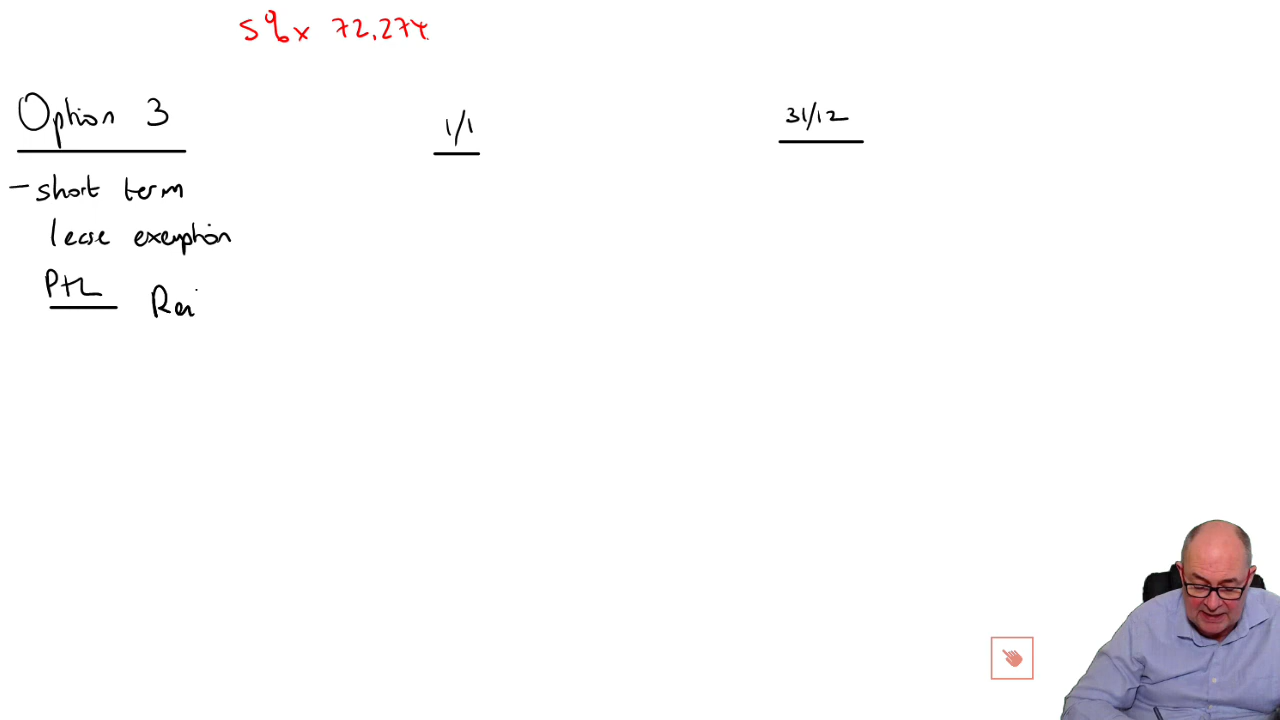 5% x 72,274
Option 3
1/1
31/12
- short term
lease exemption
P+L